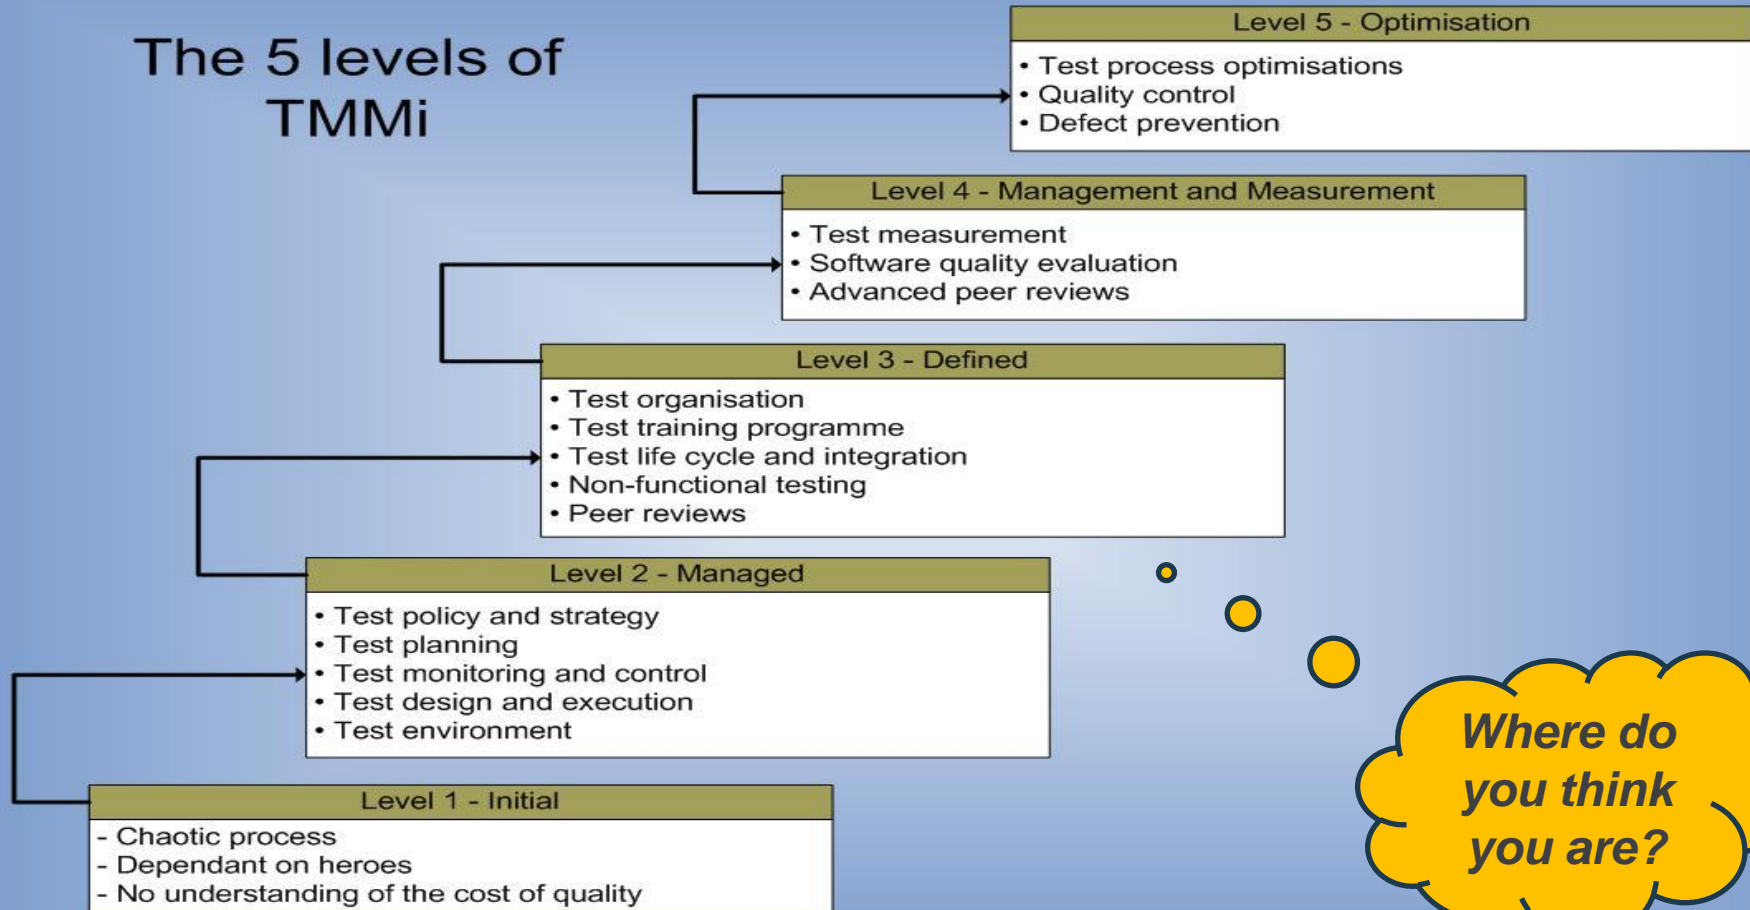 The 5 levels of
TMMi
Level 5 - Optimisation
• Test process optimisations
• Quality control
• Defect prevention
Level 4 - Management and Measurement
• Test measurement
• Software quality evaluation
• Advanced peer reviews
Level 3 - Defined
• Test organisation
• Test training programme
• Test life cycle and integration
• Non-functional testing
• Peer reviews
Level 2 - Managed
• Test policy and strategy
• Test planning
• Test monitoring and control
• Test design and execution
• Test environment
Level 1 - Initial
- Chaotic process
- Dependant on heroes
- No understanding of the cost of quality
Where do
you think
you are?